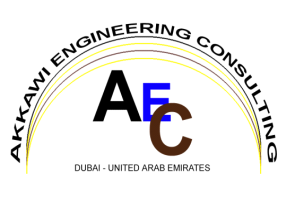 AKKAWI ENGINEERING CONSULTING
AEC
DUBAI - UNITED ARAB EMIRATES